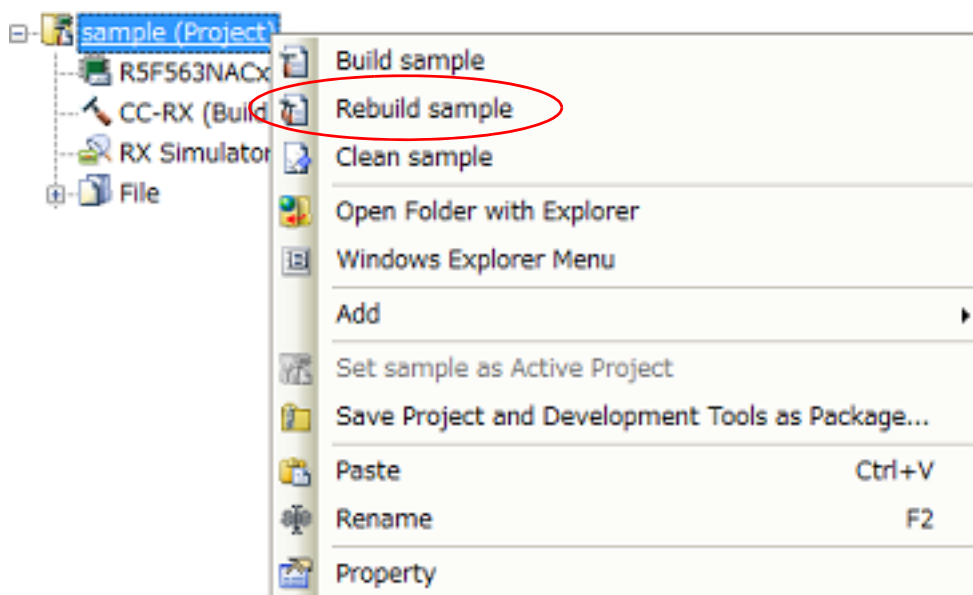 sample (Project)
R5F563NACx
CC-RX (Build
RX Simulator
File
Build sample
Rebuild sample
Clean sample
Open Folder with Explorer
Windows Explorer Menu
Add
Set sample as Active Project
Save Project and Development Tools as Package...
Paste Ctrl+V
Rename F2
Property